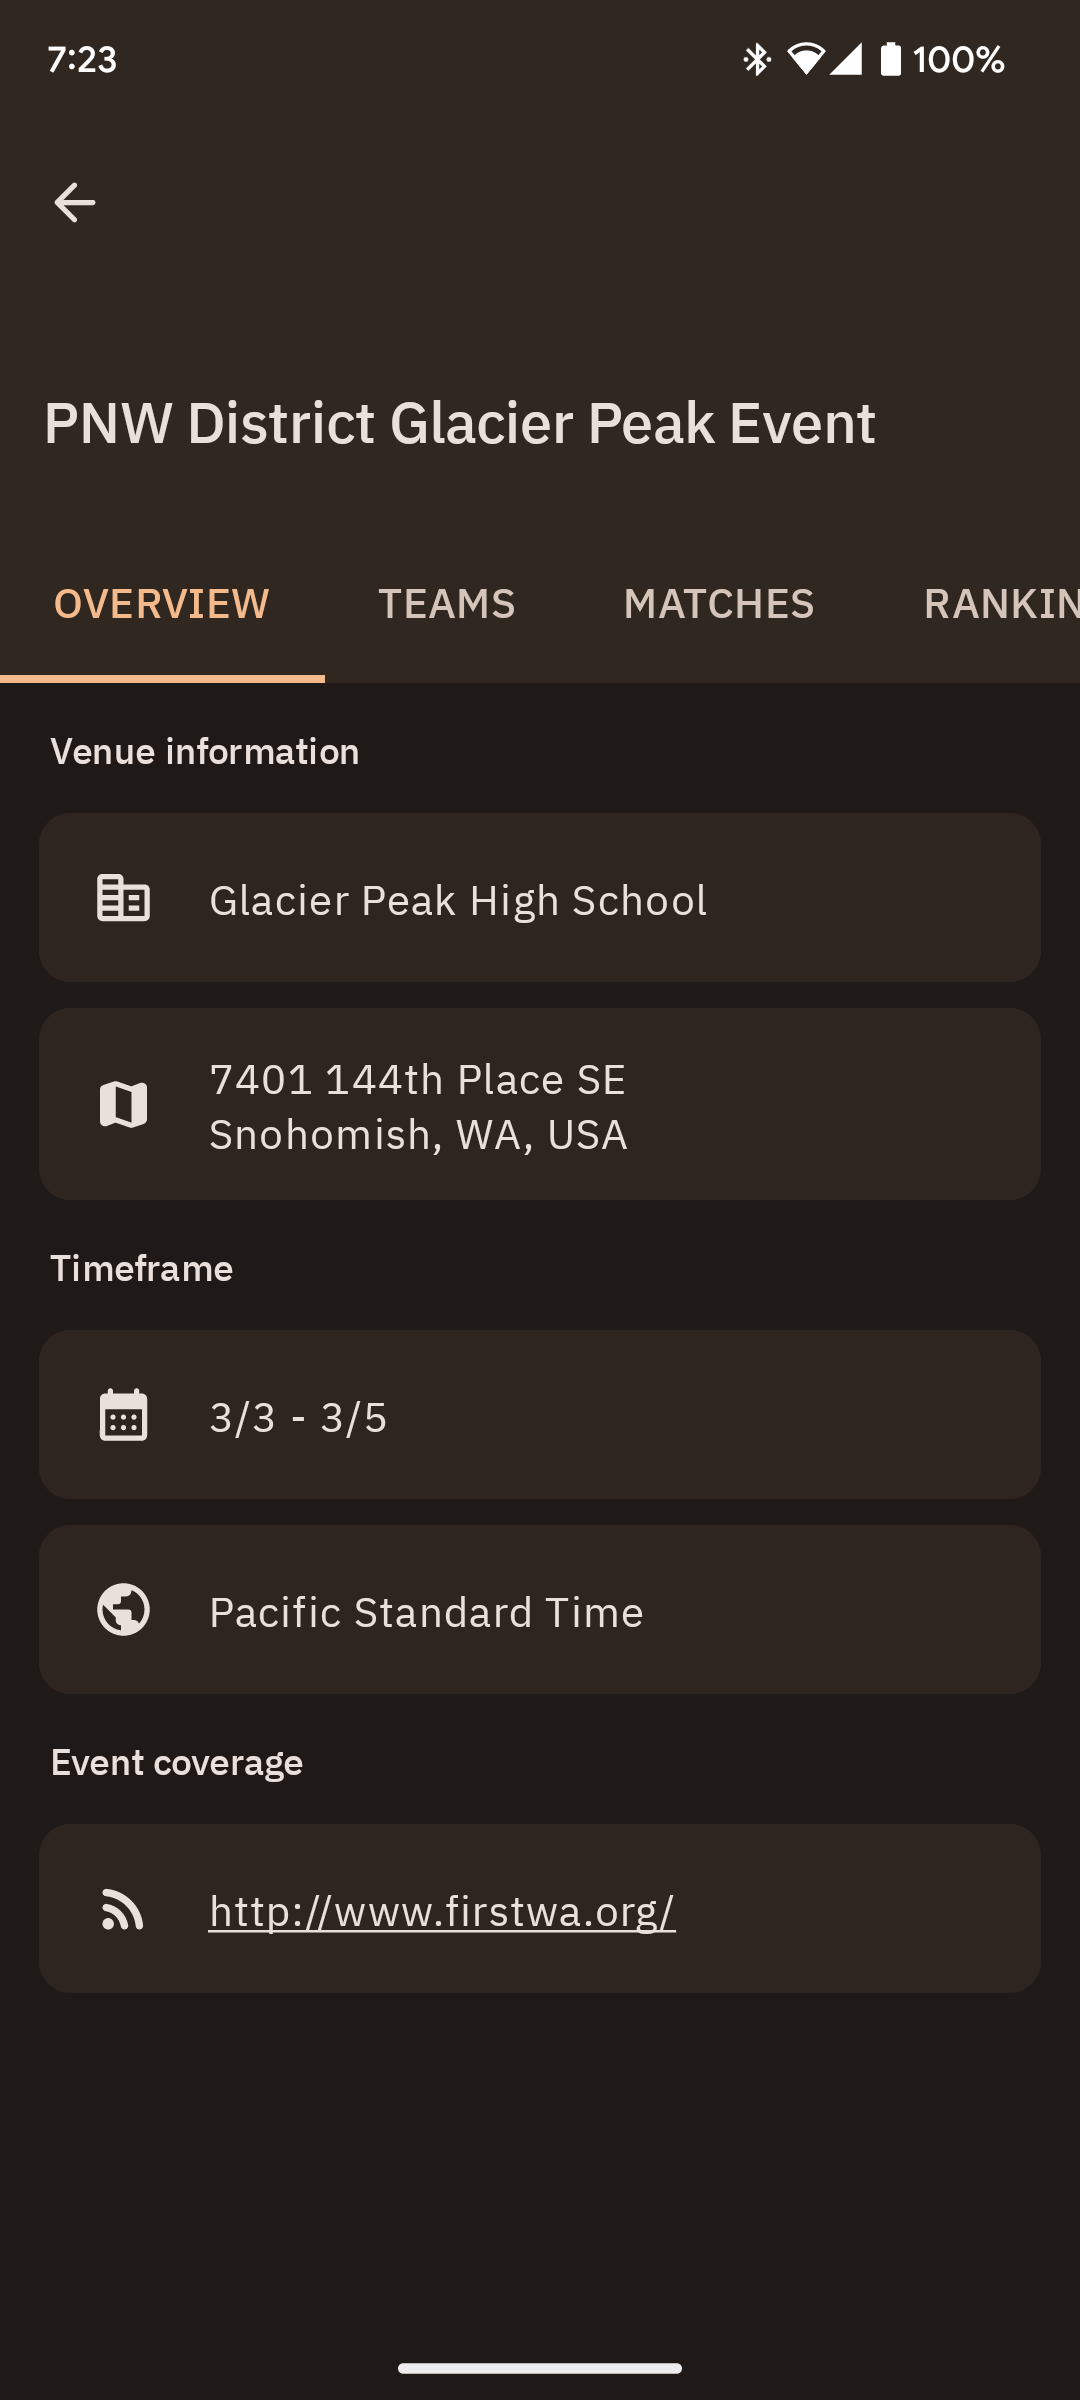 7:23
100%
PNW District Glacier Peak Event
OVERVIEW TEAMS MATCHES RANKIN
Venue information
Glacier Peak High School
7401 144th Place SE
Snohomish, WA, USA
Timeframe
3/3 - 3/5
Pacific Standard Time
Event coverage
http://www.firstwa.org/